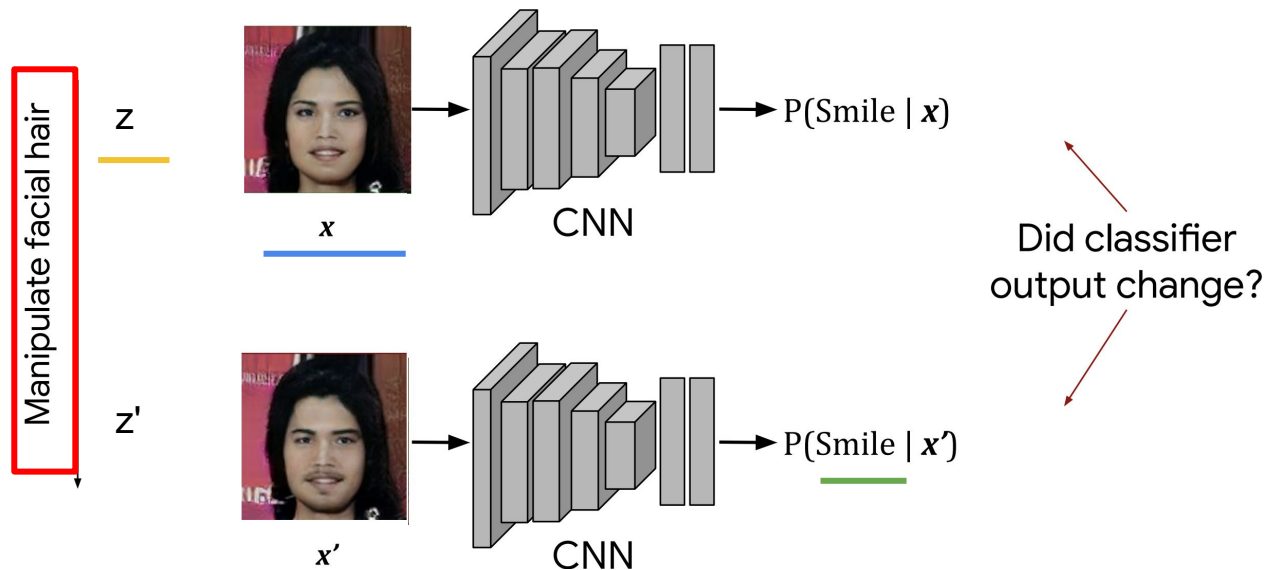 Manipulate facial hair
z
x
CNN
P(Smile | x)
Did classifier
output change?
z'
x'
CNN
P(Smile | x')